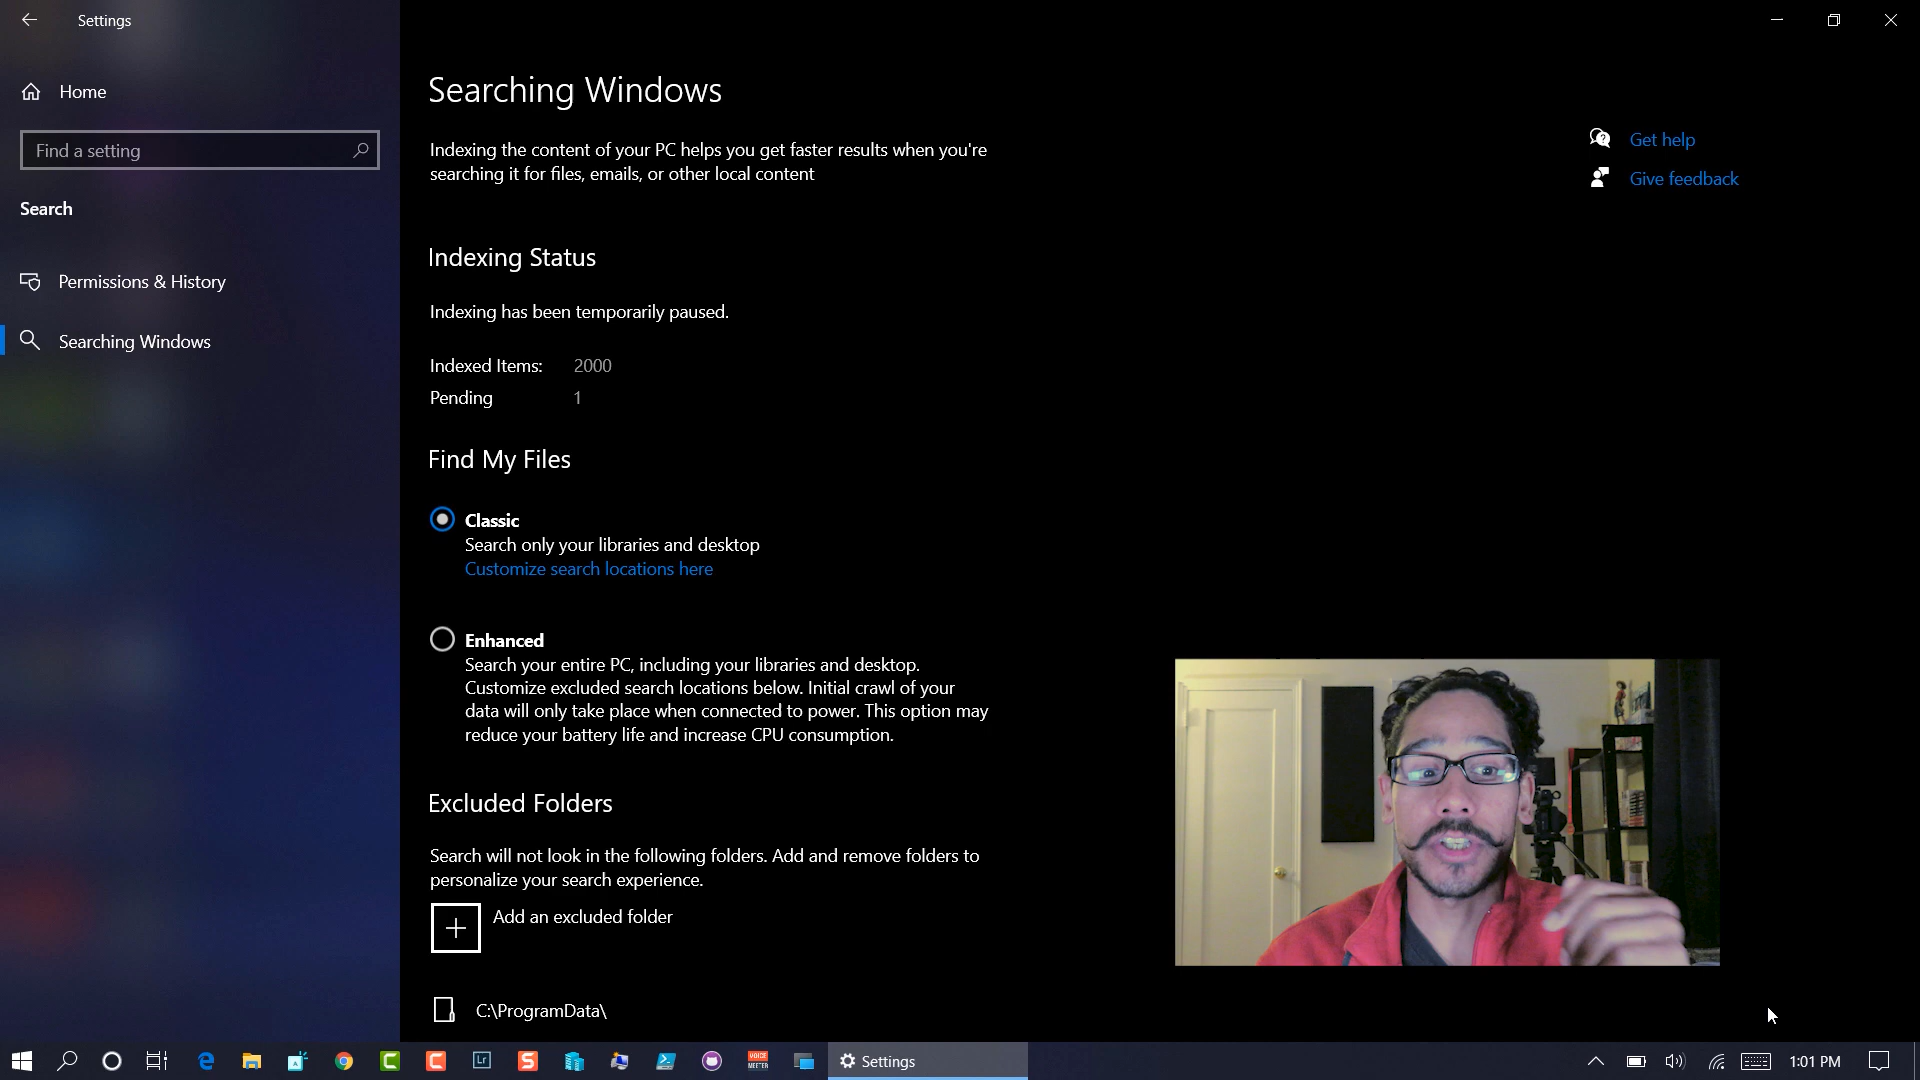 Settings
Home
Find a setting
Search
Permissions & History
Searching Windows
Searching Windows
Indexing the content of your PC helps you get faster results when you're
searching it for files, emails, or other local content
Get help
Give feedback
Indexing Status
Indexing has been temporarily paused.
Indexed Items: 2000
Pending 1
Find My Files
Classic
Search only your libraries and desktop
Customize search locations here
Enhanced
Search your entire PC, including your libraries and desktop.
Customize excluded search locations below. Initial crawl of your
data will only take place when connected to power. This option may
reduce your battery life and increase CPU consumption.
Excluded Folders
Search will not look in the following folders. Add and remove folders to
personalize your search experience.
Add an excluded folder
C:\ProgramData\
Lr
VOICE
MEETER
Settings
1:01 PM